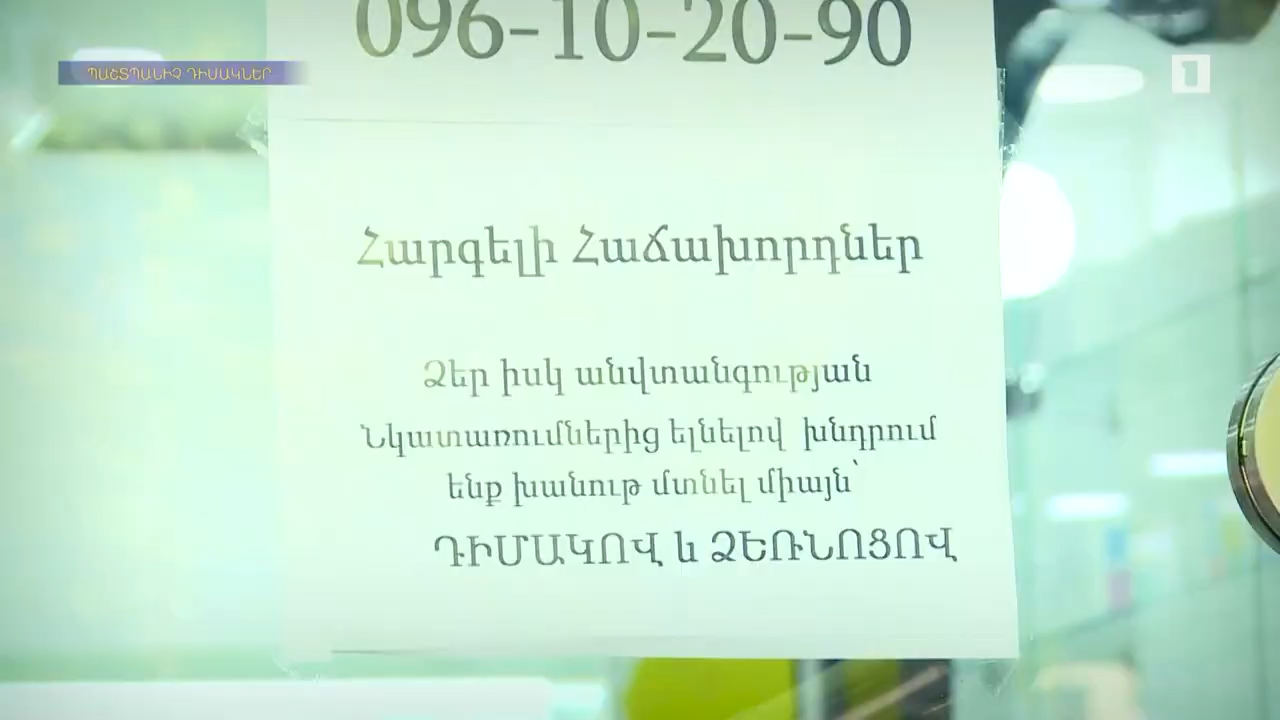 096-10-20-90
ՊԱՇՏՊԱՆԻՉ ԴԻՄԱԿՆԵՐ
1
Հարգելի Հաճախորդներ
Ձեր իսկ անվտանգության
Նկատառումներից ելնելով խնդրում
ենք խանութ մտնել միայն՝
ԴԻՄԱԿՈՎ և ՁԵՌՆՈՑՈՎ